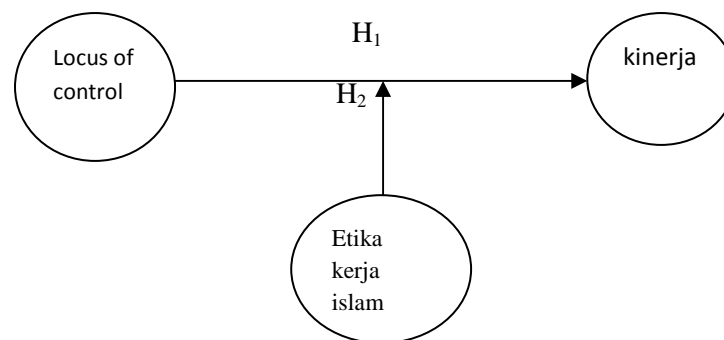 H₁
Locus of
control
kinerja
H₂
Etika
kerja
islam